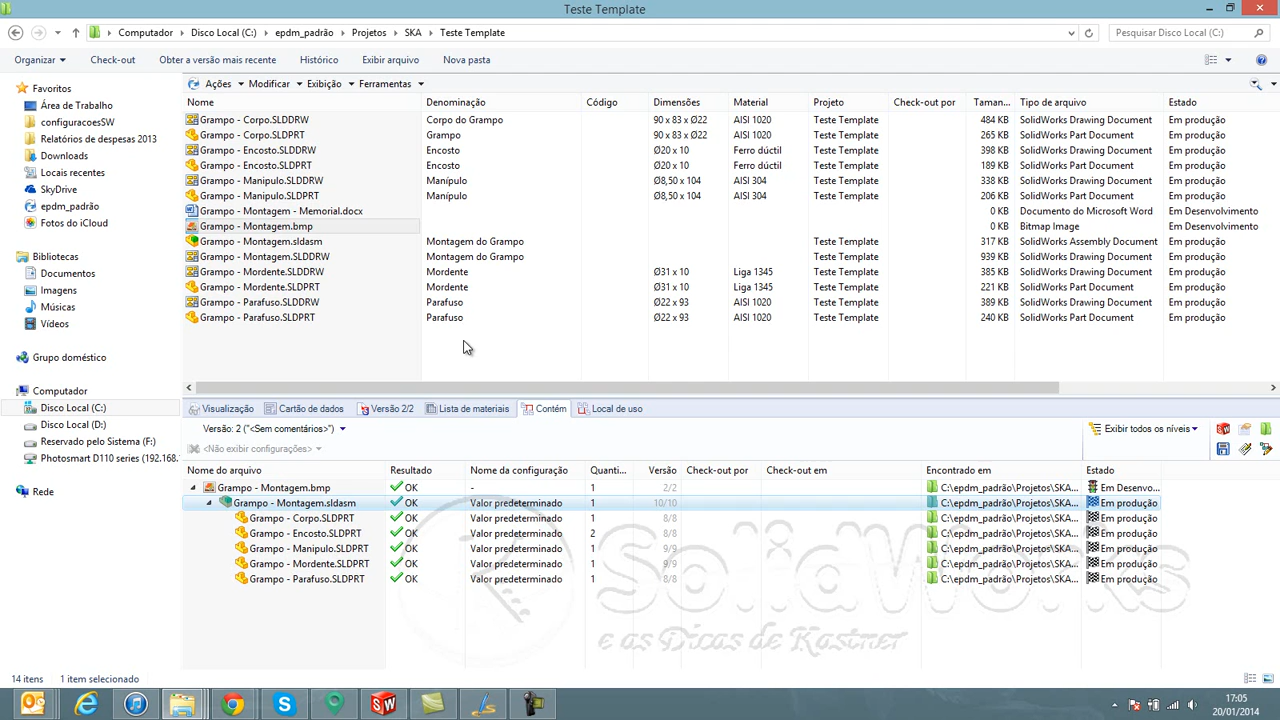 Teste Template
Computador Disco Local (C:) epdm_padrão Projetos SKA Teste Template Pesquisar Disco Local (C:)
Organizar Check-out Obter a versão mais recente Histórico Exibir arquivo Nova pasta
Favoritos
Área de Trabalho
configuracoesSW
Relatórios de despesas 2013
Downloads
Locais recentes
SkyDrive
epdm_padrão
Fotos do iCloud
Bibliotecas
Documentos
Imagens
Músicas
Vídeos
Grupo doméstico
Computador
Disco Local (C:)
Disco Local (D:)
Reservado pelo Sistema (F:)
Photosmart D110 series (192.168.
Rede
Ações Modificar Exibição Ferramentas
Nome Denominação Código Dimensões Material Projeto Check-out por Taman... Tipo de arquivo Estado
Grampo - Corpo.SLDDRW Corpo do Grampo 90 x 83 x Ø22 AISI 1020 Teste Template 484 KB SolidWorks Drawing Document Em produção
Grampo - Corpo.SLDPRT Grampo 90 x 83 x Ø22 AISI 1020 Teste Template 265 KB SolidWorks Part Document Em produção
Grampo - Encosto.SLDDRW Encosto Ø20 x 10 Ferro dúctil Teste Template 398 KB SolidWorks Drawing Document Em produção
Grampo - Encosto.SLDPRT Encosto Ø20 x 10 Ferro dúctil Teste Template 189 KB SolidWorks Part Document Em produção
Grampo - Manipulo.SLDDRW Manípulo Ø8,50 x 104 AISI 304 Teste Template 338 KB SolidWorks Drawing Document Em produção
Grampo - Manipulo.SLDPRT Manípulo Ø8,50 x 104 AISI 304 Teste Template 206 KB SolidWorks Part Document Em produção
Grampo - Montagem - Memorial.docx 0 KB Documento do Microsoft Word Em Desenvolvimento
Grampo - Montagem.bmp 0 KB Bitmap Image Em Desenvolvimento
Grampo - Montagem.sldasm Montagem do Grampo Teste Template 317 KB SolidWorks Assembly Document Em produção
Grampo - Montagem.SLDDRW Montagem do Grampo Teste Template 939 KB SolidWorks Drawing Document Em produção
Grampo - Mordente.SLDDRW Mordente Ø31 x 10 Liga 1345 Teste Template 385 KB SolidWorks Drawing Document Em produção
Grampo - Mordente.SLDPRT Mordente Ø31 x 10 Liga 1345 Teste Template 221 KB SolidWorks Part Document Em produção
Grampo - Parafuso.SLDDRW Parafuso Ø22 x 93 AISI 1020 Teste Template 389 KB SolidWorks Drawing Document Em produção
Grampo - Parafuso.SLDPRT Parafuso Ø22 x 93 AISI 1020 Teste Template 240 KB SolidWorks Part Document Em produção
Visualização Cartão de dados Versão 2/2 Lista de materiais Contém Local de uso
Versão: 2 ("<Sem comentários>") Exibir todos os níveis
<Não exibir configurações>
Nome do arquivo Resultado Nome da configuração Quanti... Versão Check-out por Check-out em Encontrado em Estado
Grampo - Montagem.bmp OK - 1 2/2 C:\epdm_padrão\Projetos\SKA... Em Desenvo...
Grampo - Montagem.sldasm OK Valor predeterminado 1 10/10 C:\epdm_padrão\Projetos\SKA... Em produção
Grampo - Corpo.SLDPRT OK Valor predeterminado 1 8/8 C:\epdm_padrão\Projetos\SKA... Em produção
Grampo - Encosto.SLDPRT OK Valor predeterminado 2 8/8 C:\epdm_padrão\Projetos\SKA... Em produção
Grampo - Manipulo.SLDPRT OK Valor predeterminado 1 9/9 C:\epdm_padrão\Projetos\SKA... Em produção
Grampo - Mordente.SLDPRT OK Valor predeterminado 1 9/9 C:\epdm_padrão\Projetos\SKA... Em produção
Grampo - Parafuso.SLDPRT OK Valor predeterminado 1 8/8 C:\epdm_padrão\Projetos\SKA... Em produção
SolidWorks
e as Dicas do Kastner
14 itens 1 item selecionado
17:05
20/01/2014